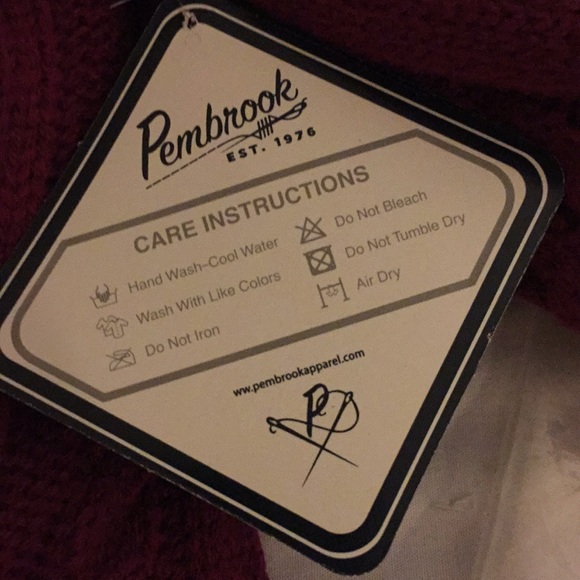 Pembrook
EST. 1976
CARE INSTRUCTIONS
Hand Wash-Cool Water
Wash With Like Colors
Do Not Iron
Do Not Bleach
Do Not Tumble Dry
Air Dry
ww.pembrookapparel.com
P